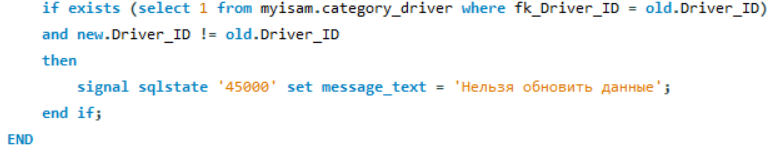 if exists (select 1 from myisam.category_driver where fk_Driver_ID = old.Driver_ID)
and new.Driver_ID != old.Driver_ID
then
signal sqlstate '45000' set message_text = 'Нельзя обновить данные';
end if;
END